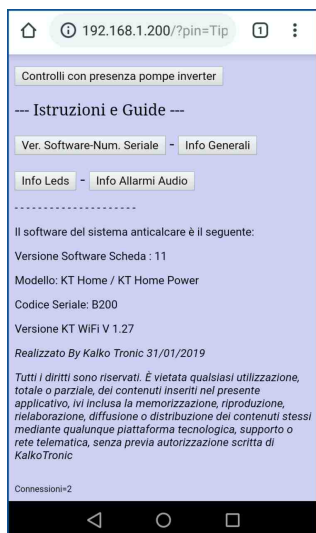 192.168.1.200/?pin=Tip
1
Controlli con presenza pompe inverter
--- Istruzioni e Guide ---
Ver. Software-Num. Seriale - Info Generali
Info Leds - Info Allarmi Audio
--------------------
Il software del sistema anticalcare è il seguente:
Versione Software Scheda : 11
Modello: KT Home / KT Home Power
Codice Seriale: B200
Versione KT WiFi V 1.27
Realizzato By Kalko Tronic 31/01/2019
Tutti i diritti sono riservati. È vietata qualsiasi utilizzazione,
totale o parziale, dei contenuti inseriti nel presente
applicativo, ivi inclusa la memorizzazione, riproduzione,
rielaborazione, diffusione o distribuzione dei contenuti stessi
mediante qualunque piattaforma tecnologica, supporto o
rete telematica, senza previa autorizzazione scritta di
KalkoTronic
Connessioni=2